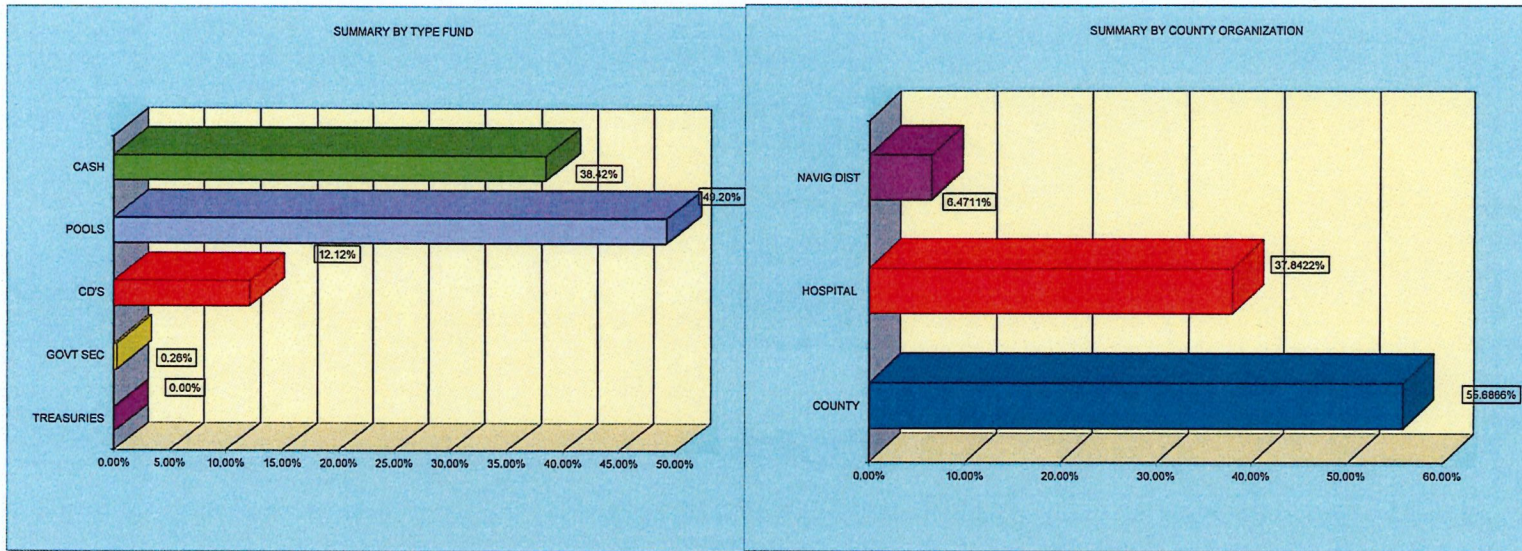 SUMMARY BY TYPE FUND
CASH
38.42%
POOLS
49.20%
CD'S
12.12%
GOVT SEC
0.26%
TREASURIES
0.00%
0.00% 5.00% 10.00% 15.00% 20.00% 25.00% 30.00% 35.00% 40.00% 45.00% 50.00%
SUMMARY BY COUNTY ORGANIZATION
NAVIG DIST
6.4711%
HOSPITAL
37.8422%
COUNTY
55.6866%
0.00% 10.00% 20.00% 30.00% 40.00% 50.00% 60.00%